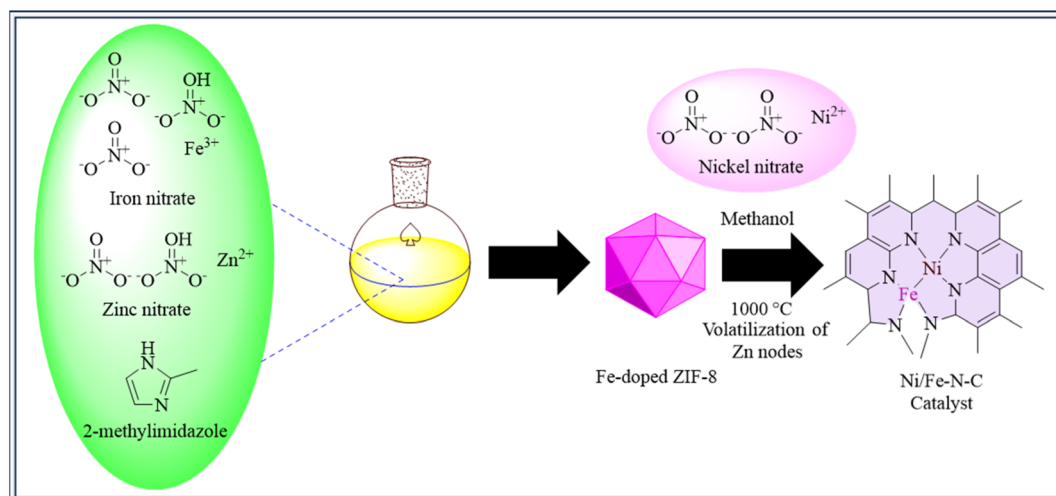 O
N+
-O
O-
OH
N+
-O
O-
Fe3+
O
N+
-O
O-
Iron nitrate
O
N+
-O
O-
OH
N+
-O
O-
Zn2+
Zinc nitrate
H
N
N
2-methylimidazole
Fe-doped ZIF-8
O
N+
-O
O-
O
N+
-O
O-
Ni2+
Nickel nitrate
Methanol
1000 °C
Volatilization of
Zn nodes
N
N
Ni
N
N
Fe
N
N
Ni/Fe-N-C
Catalyst